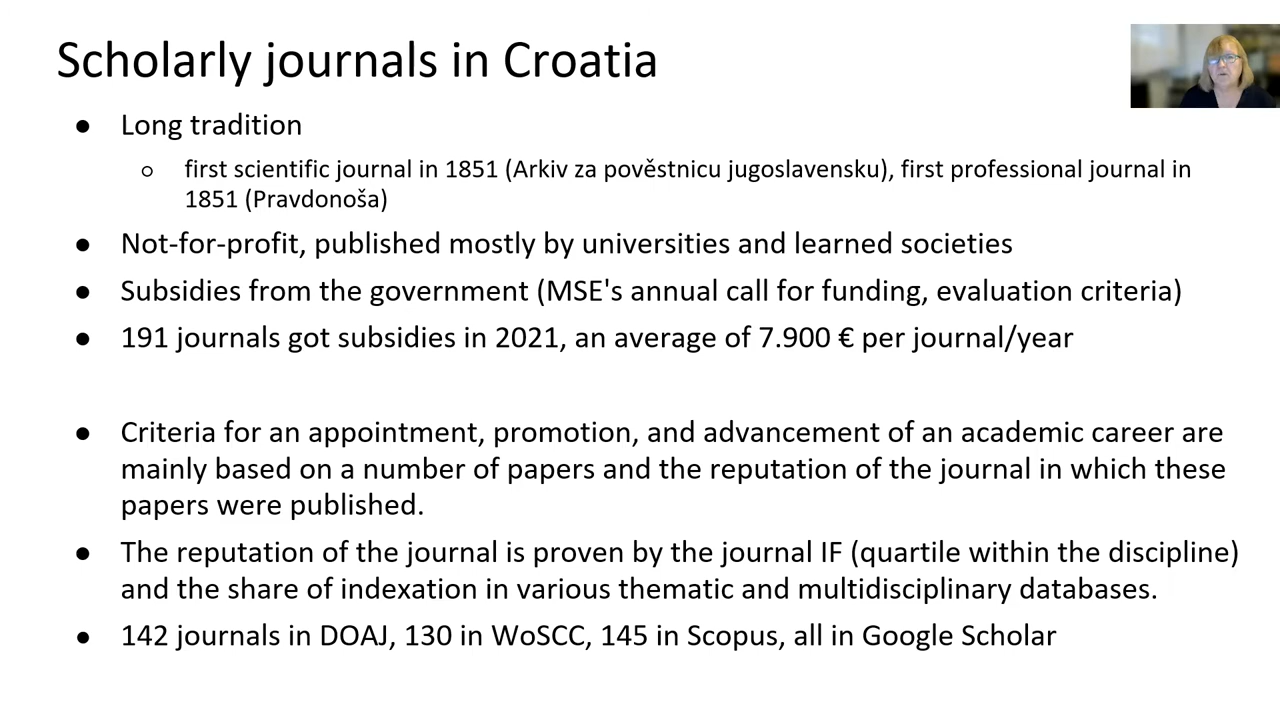 Scholarly journals in Croatia
● Long tradition
○ first scientific journal in 1851 (Arkiv za pověstnicu jugoslavensku), first professional journal in
1851 (Pravdonoša)
● Not-for-profit, published mostly by universities and learned societies
● Subsidies from the government (MSE's annual call for funding, evaluation criteria)
● 191 journals got subsidies in 2021, an average of 7.900 € per journal/year
● Criteria for an appointment, promotion, and advancement of an academic career are
mainly based on a number of papers and the reputation of the journal in which these
papers were published.
● The reputation of the journal is proven by the journal IF (quartile within the discipline)
and the share of indexation in various thematic and multidisciplinary databases.
● 142 journals in DOAJ, 130 in WoSCC, 145 in Scopus, all in Google Scholar